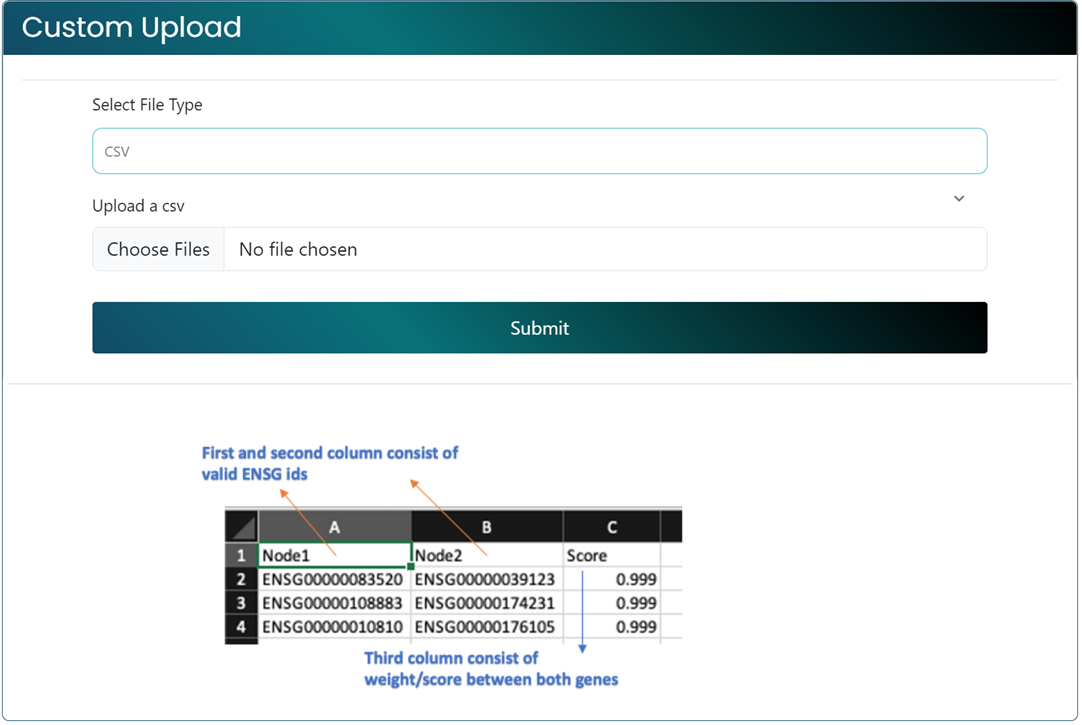 Custom Upload
Select File Type
CSV
Upload a csv
Choose Files No file chosen
Submit
First and second column consist of
valid ENSG ids
A B C
1 Node1 Node2 Score
2 ENSG00000083520 ENSG00000039123 0.999
3 ENSG00000108883 ENSG00000174231 0.999
4 ENSG00000010810 ENSG00000176105 0.999
Third column consist of
weight/score between both genes